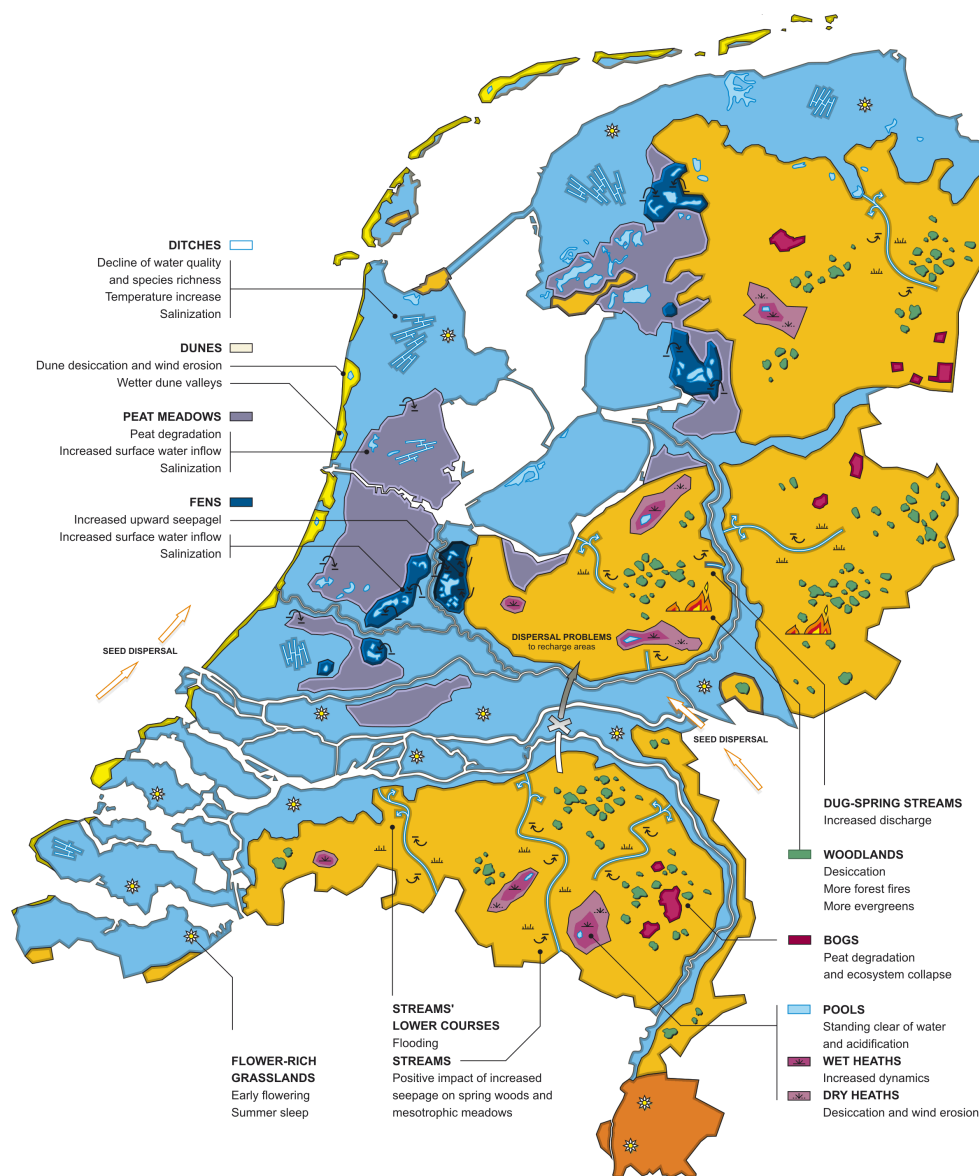 DITCHES
Decline of water quality
and species richness
Temperature increase
Salinization
DUNES
Dune desiccation and wind erosion
Wetter dune valleys
PEAT MEADOWS
Peat degradation
Increased surface water inflow
Salinization
FENS
Increased upward seepagel
Increased surface water inflow
Salinization
SEED DISPERSAL
DISPERSAL PROBLEMS
to recharge areas
SEED DISPERSAL
DUG-SPRING STREAMS
Increased discharge
WOODLANDS
Desiccation
More forest fires
More evergreens
BOGS
Peat degradation
and ecosystem collapse
POOLS
Standing clear of water
and acidification
WET HEATHS
Increased dynamics
DRY HEATHS
Desiccation and wind erosion
STREAMS'
LOWER COURSES
Flooding
STREAMS
Positive impact of increased
seepage on spring woods and
mesotrophic meadows
FLOWER-RICH
GRASSLANDS
Early flowering
Summer sleep